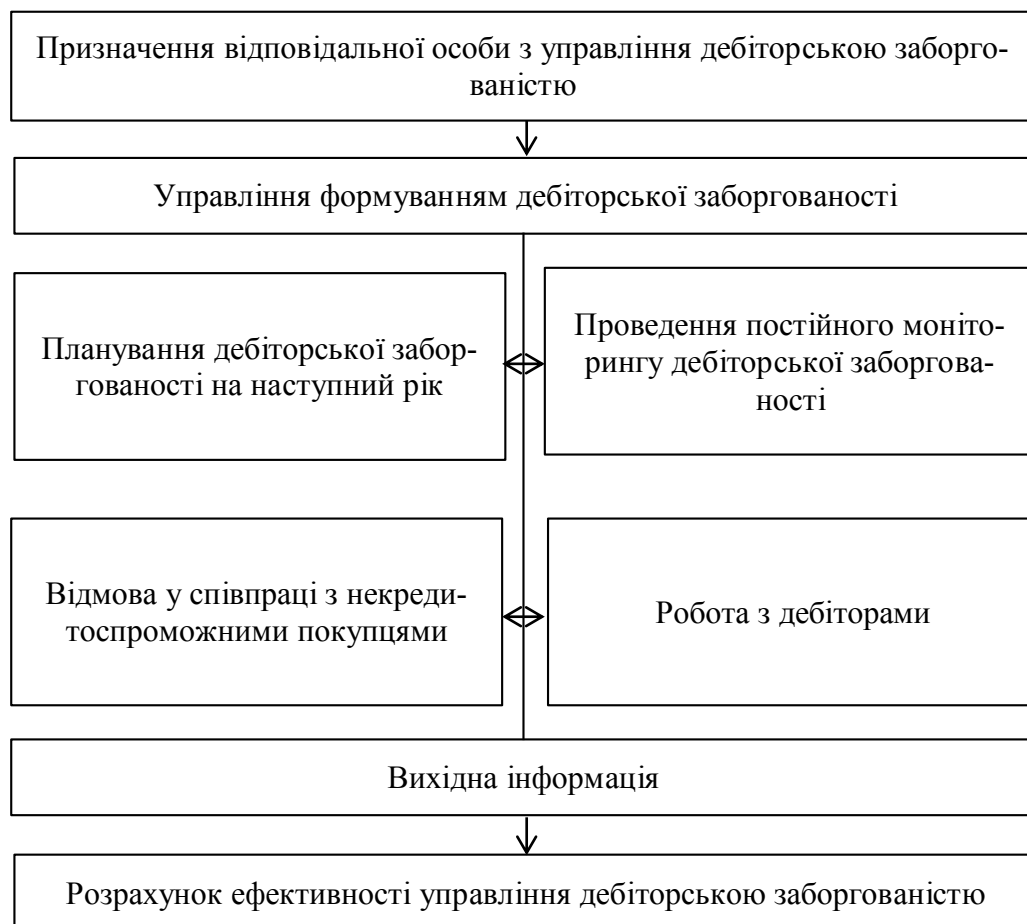 Призначення відповідальної особи з управління дебіторською заборго-
ваністю
Управління формуванням дебіторської заборгованості
Планування дебіторської забор-
гованості на наступний рік
Проведення постійного моніто-
рингу дебіторської заборгова-
ності
Відмова у співпраці з некреди-
тоспроможними покупцями
Робота з дебіторами
Вихідна інформація
Розрахунок ефективності управління дебіторською заборгованістю